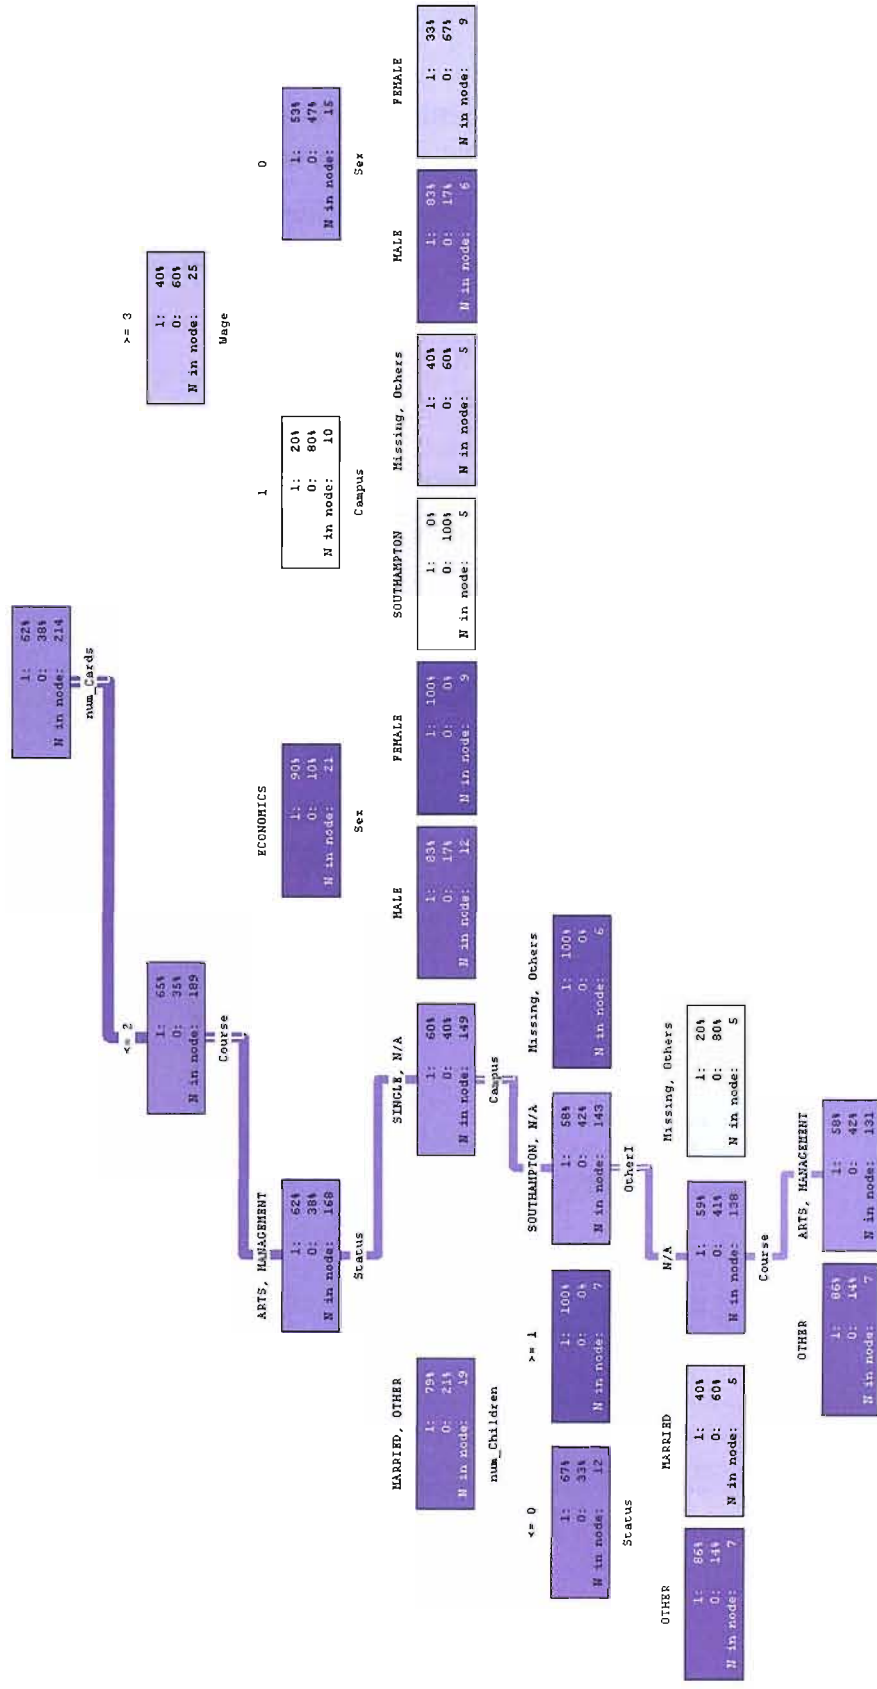 1: 62%
0: 38%
N in node: 214
num_Cards
<= 2
1: 65%
0: 35%
N in node: 189
Course
>= 3
1: 40%
0: 60%
N in node: 25
Wage
ARTS, MANAGEMENT
1: 62%
0: 38%
N in node: 168
Status
ECONOMICS
1: 90%
0: 10%
N in node: 21
Sex
1
1: 20%
0: 80%
N in node: 10
Campus
0
1: 53%
0: 47%
N in node: 15
Sex
MARRIED, OTHER
1: 79%
0: 21%
N in node: 19
num_Children
SINGLE, N/A
1: 60%
0: 40%
N in node: 149
Campus
MALE
1: 83%
0: 17%
N in node: 12
FEMALE
1: 100%
0: 0%
N in node: 9
SOUTHAMPTON
1: 0%
0: 100%
N in node: 5
Missing, Others
1: 40%
0: 60%
N in node: 5
MALE
1: 83%
0: 17%
N in node: 6
FEMALE
1: 33%
0: 67%
N in node: 9
<= 0
1: 67%
0: 33%
N in node: 12
Status
>= 1
1: 100%
0: 0%
N in node: 7
SOUTHAMPTON, N/A
1: 58%
0: 42%
N in node: 143
OtherI
Missing, Others
1: 100%
0: 0%
N in node: 6
OTHER
1: 86%
0: 14%
N in node: 7
MARRIED
1: 40%
0: 60%
N in node: 5
N/A
1: 59%
0: 41%
N in node: 138
Course
Missing, Others
1: 20%
0: 80%
N in node: 5
OTHER
1: 86%
0: 14%
N in node: 7
ARTS, MANAGEMENT
1: 58%
0: 42%
N in node: 131